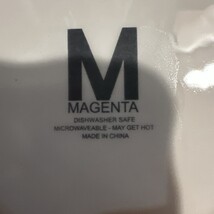 M
MAGENTA
DISHWASHER SAFE
MICROWAVEABLE - MAY GET HOT
MADE IN CHINA